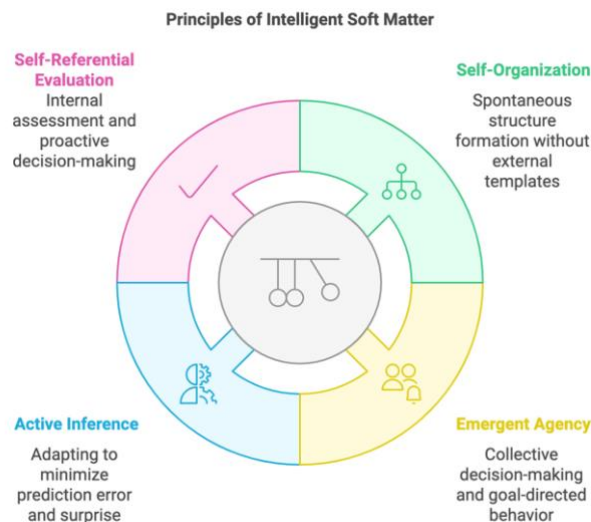 Principles of Intelligent Soft Matter
Self-Referential
Evaluation
Internal
assessment and
proactive
decision-making
Self-Organization
Spontaneous
structure
formation without
external
templates
Active Inference
Adapting to
minimize
prediction error
and surprise
Emergent Agency
Collective
decision-making
and goal-directed
behavior